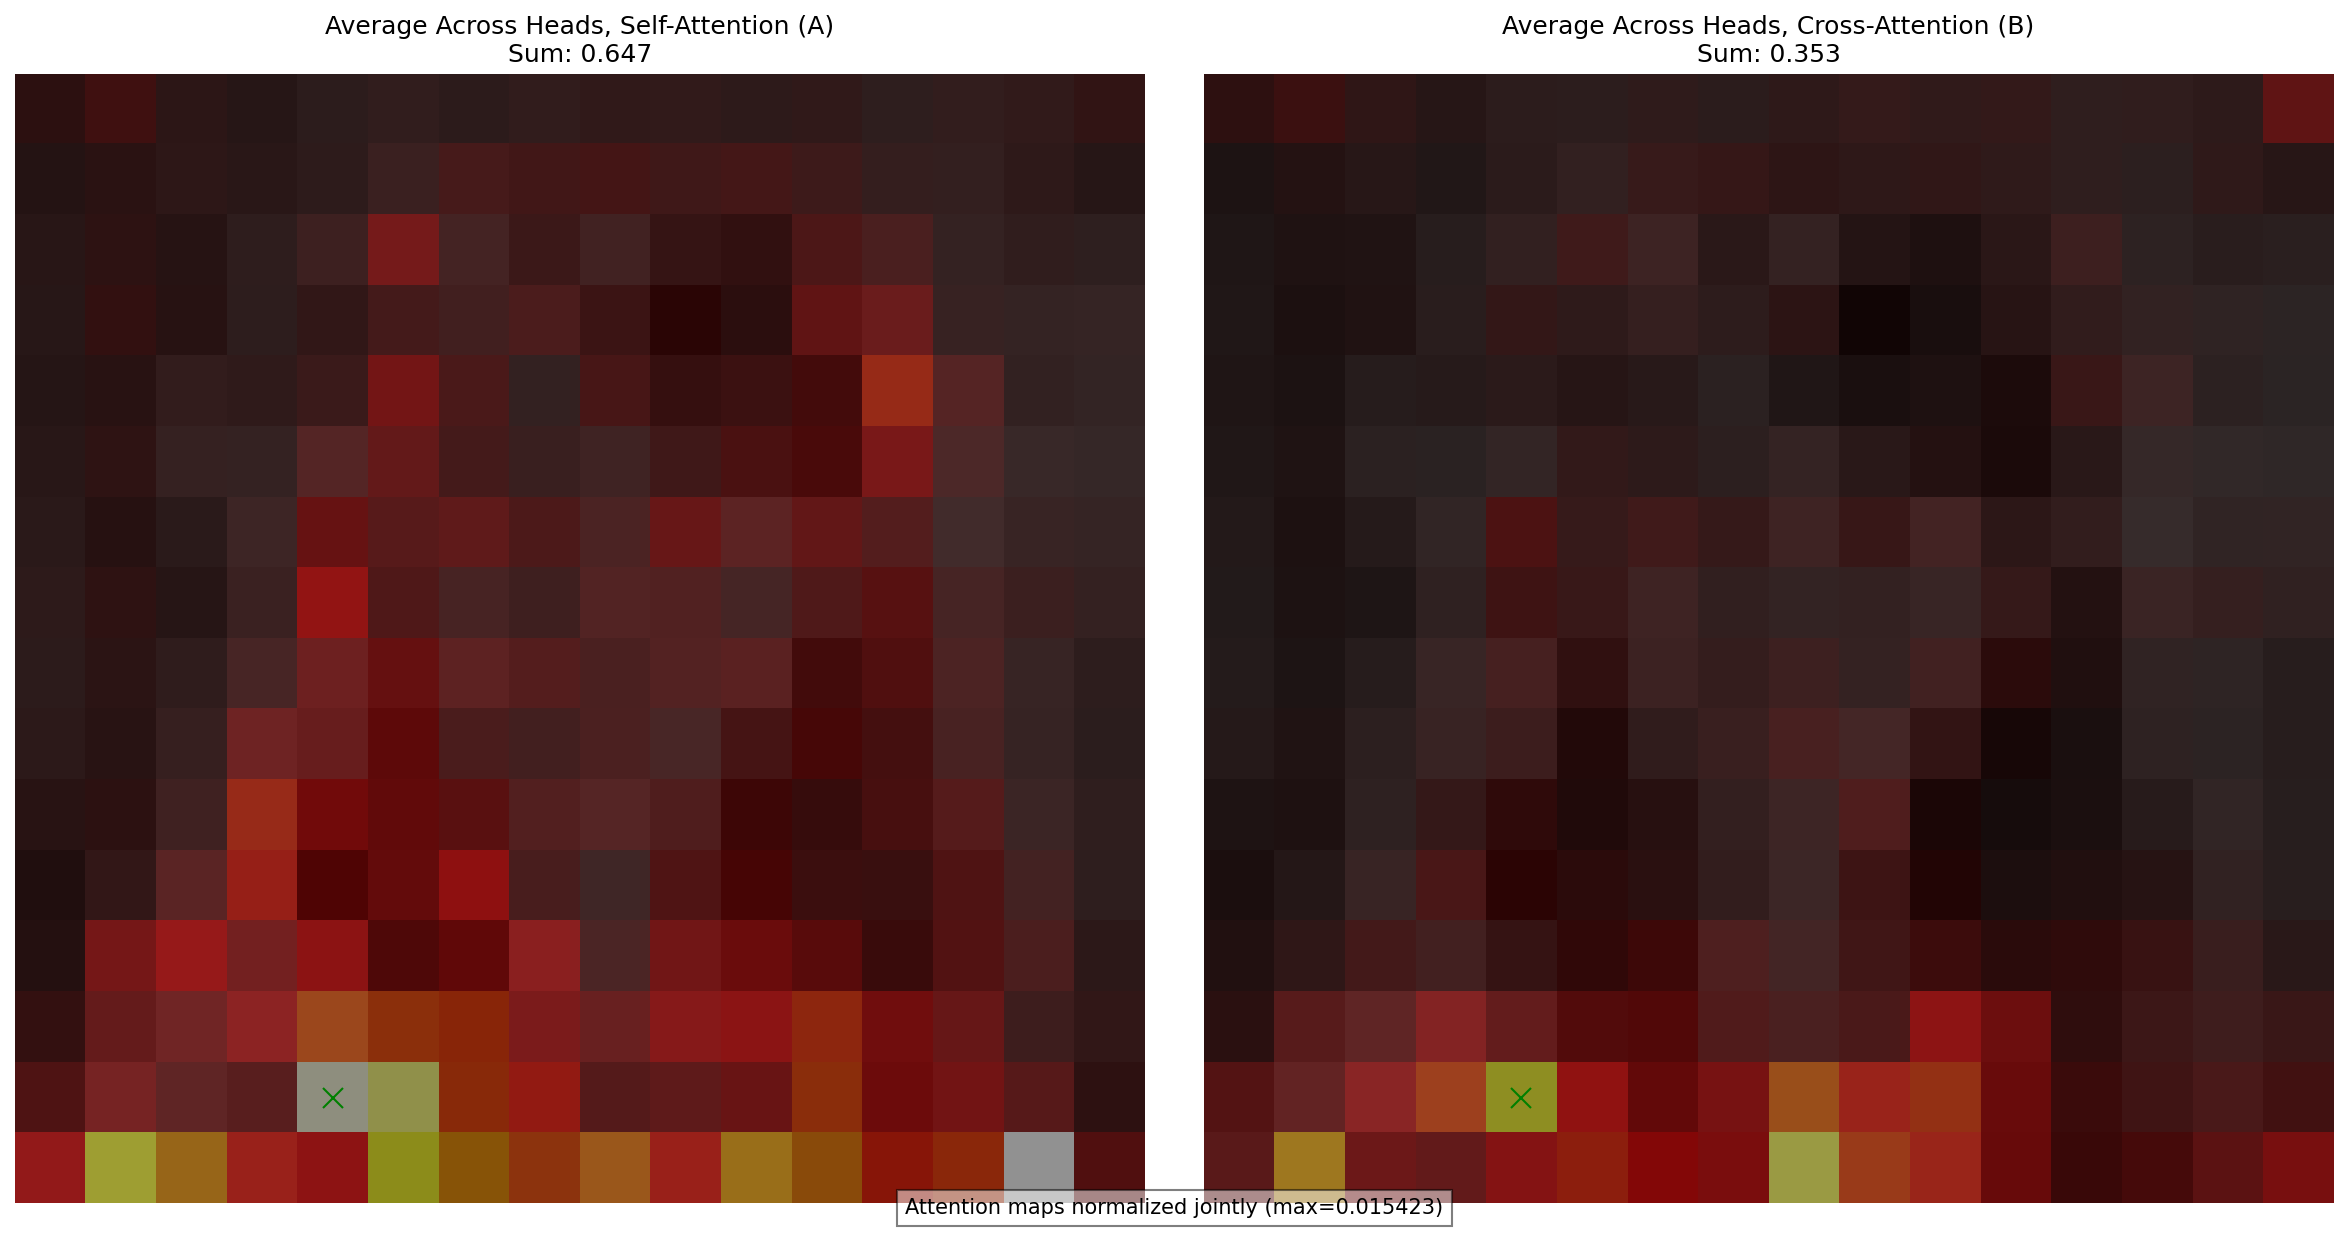 Average Across Heads, Self-Attention (A)
Sum: 0.647
Average Across Heads, Cross-Attention (B)
Sum: 0.353
Attention maps normalized jointly (max=0.015423)